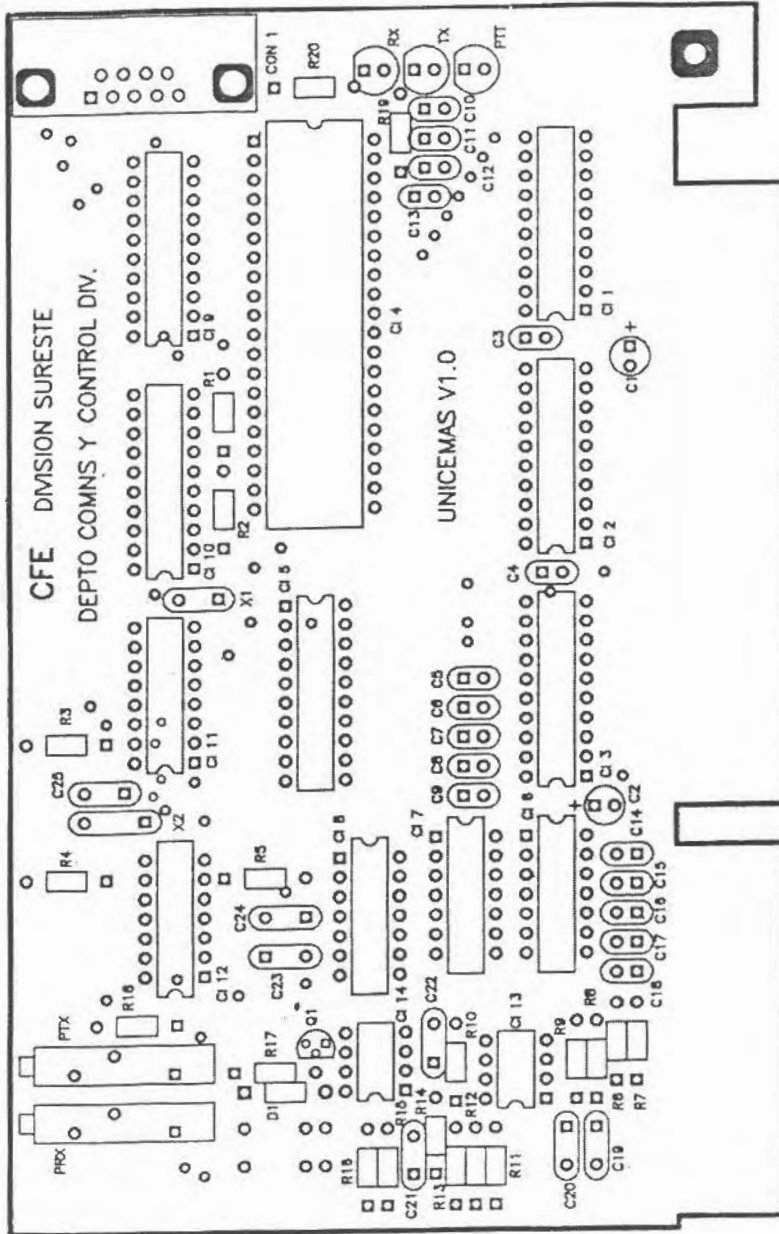 CFE DIVISION SURESTE
DEPTO COMNS Y CONTROL DIV.
UNICEMAS V1.0
CON 1
R20
RX
TX
PTT
R19
C10
C11
C12
C13
CI 9
CI 4
CI 1
R1
C3
C1
+
R2
CI 10
CI 2
X1
CI 5
C4
R3
CI 11
C5
C6
C7
C8
C9
CI 3
C25
X2
C2
+
R4
R5
CI 8
CI 7
CI 6
C14
C15
C16
C17
C18
C24
C23
CI 12
R18
PTX
PRX
Q1
R17
D1
CI 14
C22
R10
CI 13
R9
R8
R6
R7
R15
R14
R12
R16
C21
R13
R11
C20
C19